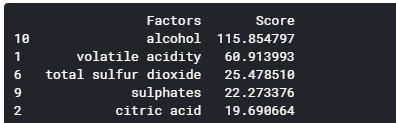 Factors Score
10 alcohol 115.854797
1 volatile acidity 60.913993
6 total sulfur dioxide 25.478510
9 sulphates 22.273376
2 citric acid 19.690664